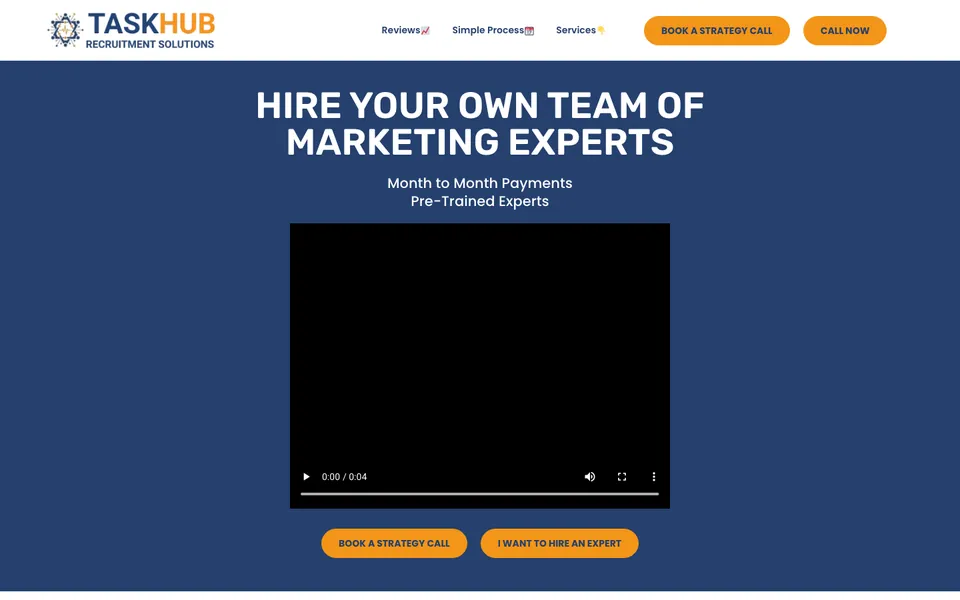 TASKHUB
RECRUITMENT SOLUTIONS
Reviews📈
Simple Process📅
Services👇
BOOK A STRATEGY CALL
CALL NOW
HIRE YOUR OWN TEAM OF
MARKETING EXPERTS
Month to Month Payments
Pre-Trained Experts
0:00 / 0:04
BOOK A STRATEGY CALL
I WANT TO HIRE AN EXPERT